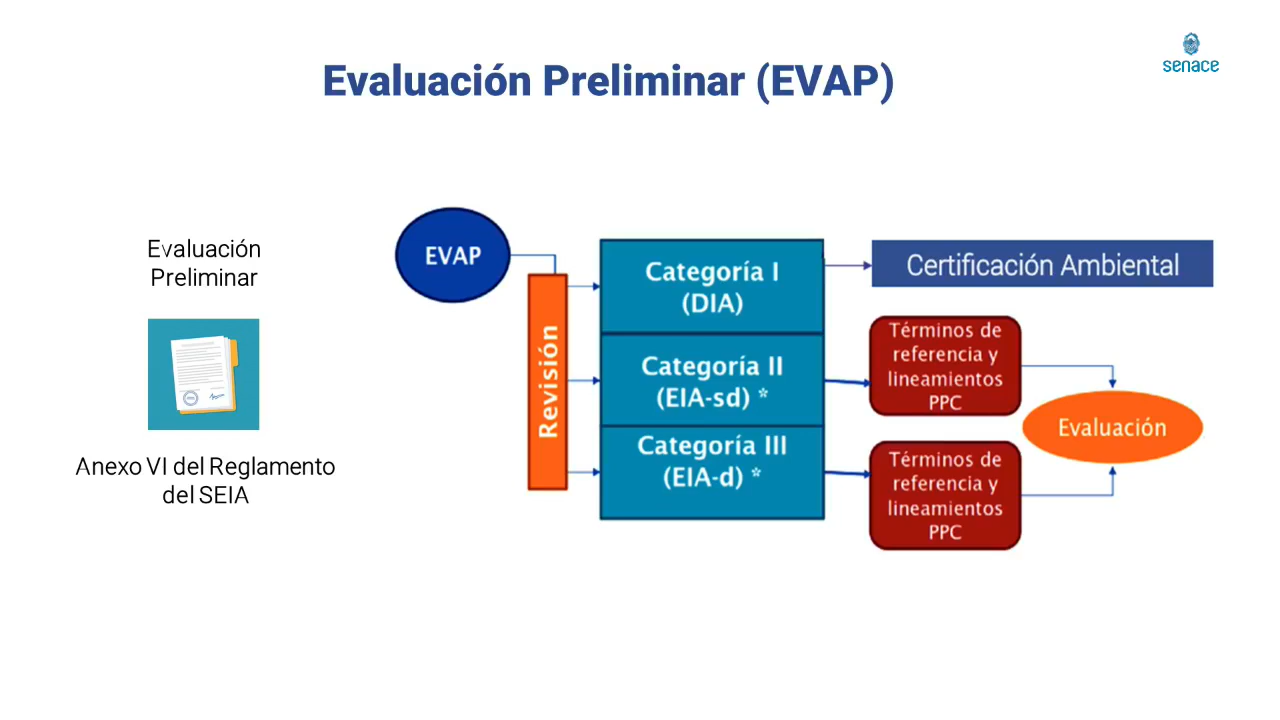 senace
Evaluación Preliminar (EVAP)
Evaluación
Preliminar
Anexo VI del Reglamento
del SEIA
EVAP
Revisión
Categoría I
(DIA)
Categoría II
(EIA-sd) *
Categoría III
(EIA-d) *
Certificación Ambiental
Términos de
referencia y
lineamientos
PPC
Términos de
referencia y
lineamientos
PPC
Evaluación